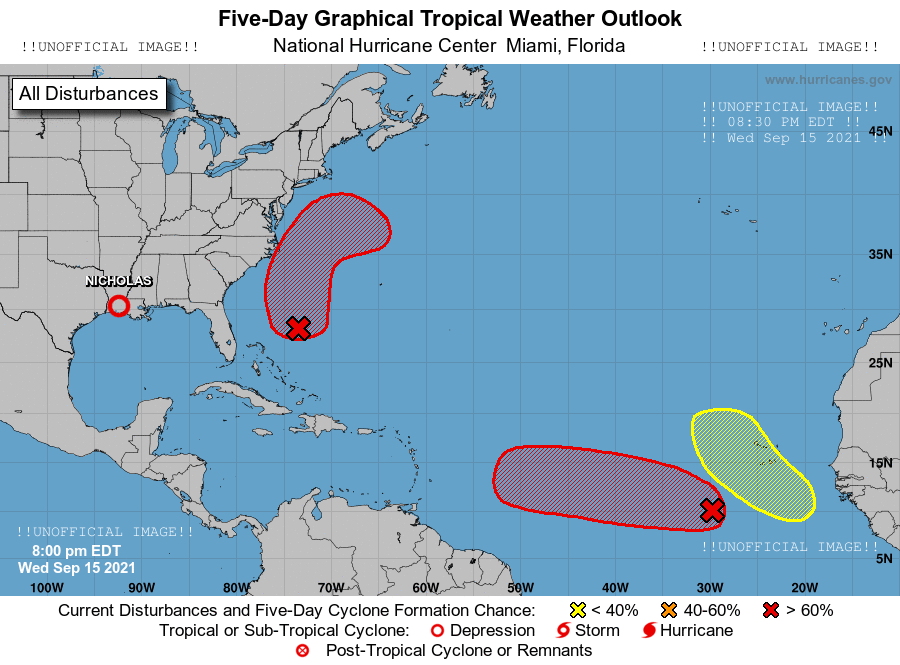 Five-Day Graphical Tropical Weather Outlook
!!UNOFFICIAL IMAGE!! National Hurricane Center  Miami, Florida !!UNOFFICIAL IMAGE!!
www.hurricanes.gov
All Disturbances
!!UNOFFICIAL IMAGE!!
!! 08:30 PM EDT !!
!! Wed Sep 15 2021 !!
45N
35N
NICHOLAS
25N
15N
!!UNOFFICIAL IMAGE!!
8:00 pm EDT
!!UNOFFICIAL IMAGE!!
5N
Wed Sep 15 2021
100W 90W 80W 70W 60W 50W 40W 30W 20W
Current Disturbances and Five-Day Cyclone Formation Chance: < 40% 40-60% > 60%
Tropical or Sub-Tropical Cyclone: Depression Storm Hurricane
Post-Tropical Cyclone or Remnants